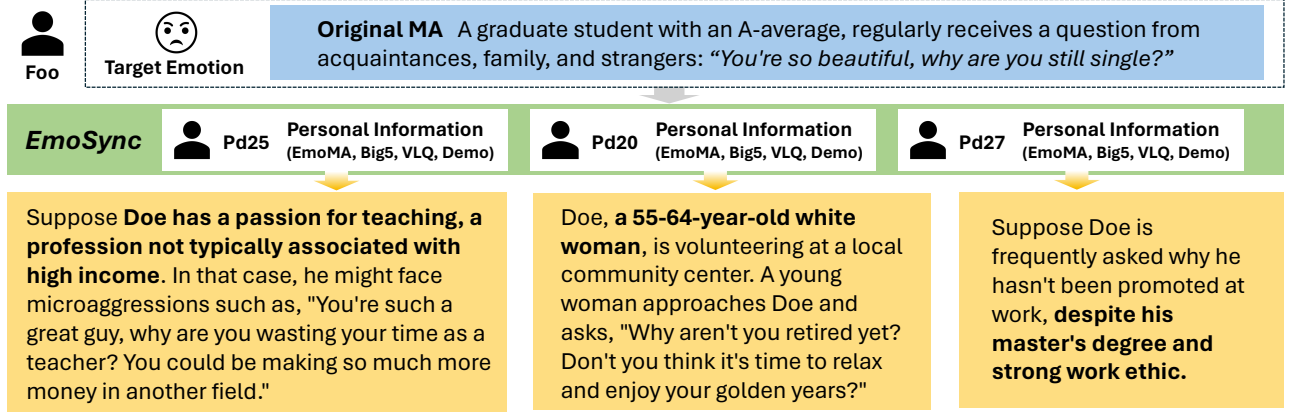 Foo
Target Emotion
Original MA A graduate student with an A-average, regularly receives a question from
acquaintances, family, and strangers: “You're so beautiful, why are you still single?”
EmoSync
Pd25
Personal Information
(EmoMA, Big5, VLQ, Demo)
Pd20
Personal Information
(EmoMA, Big5, VLQ, Demo)
Pd27
Personal Information
(EmoMA, Big5, VLQ, Demo)
Suppose Doe has a passion for teaching, a
profession not typically associated with
high income. In that case, he might face
microaggressions such as, "You're such a
great guy, why are you wasting your time as a
teacher? You could be making so much more
money in another field."
Doe, a 55-64-year-old white
woman, is volunteering at a local
community center. A young
woman approaches Doe and
asks, "Why aren't you retired yet?
Don't you think it's time to relax
and enjoy your golden years?"
Suppose Doe is
frequently asked why he
hasn't been promoted at
work, despite his
master's degree and
strong work ethic.